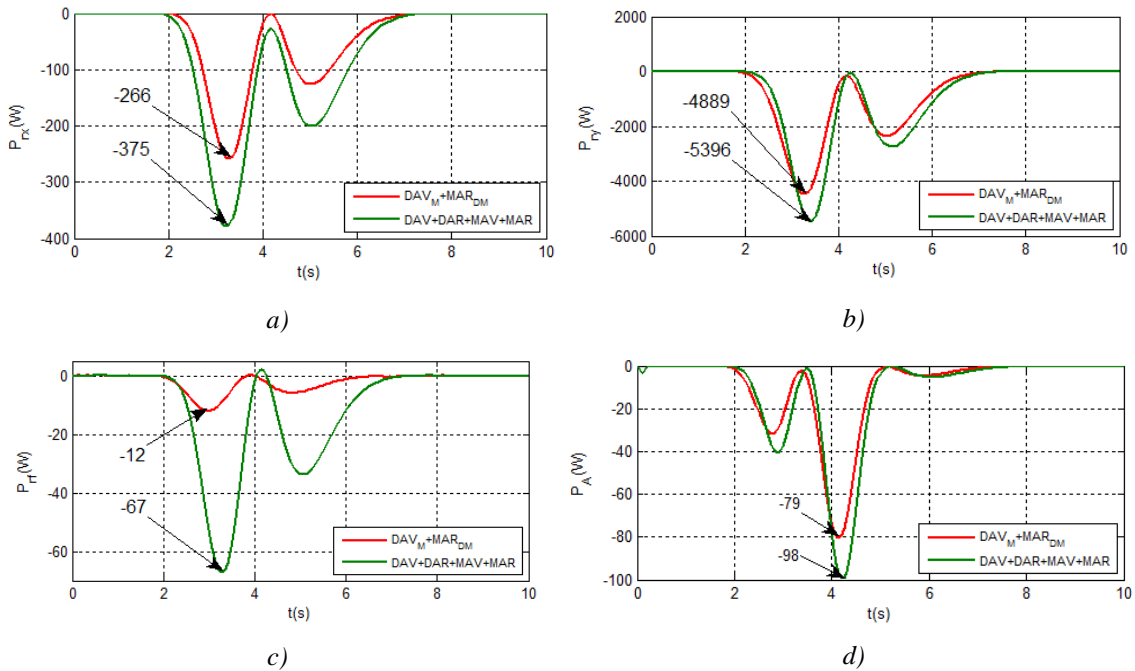 0
-100
-200
-300
-400
P_rx(W)
-266
-375
DAV_M+MAR_DM
DAV+DAR+MAV+MAR
0 2 4 6 8 10
t(s)
a)
2000
0
-2000
-4000
-6000
P_ry(W)
-4889
-5396
DAV_M+MAR_DM
DAV+DAR+MAV+MAR
0 2 4 6 8 10
t(s)
b)
0
-20
-40
-60
P_rf(W)
-12
-67
DAV_M+MAR_DM
DAV+DAR+MAV+MAR
0 2 4 6 8 10
t(s)
c)
0
-20
-40
-60
-80
-100
P_A(W)
-79
-98
DAV_M+MAR_DM
DAV+DAR+MAV+MAR
0 2 4 6 8 10
t(s)
d)